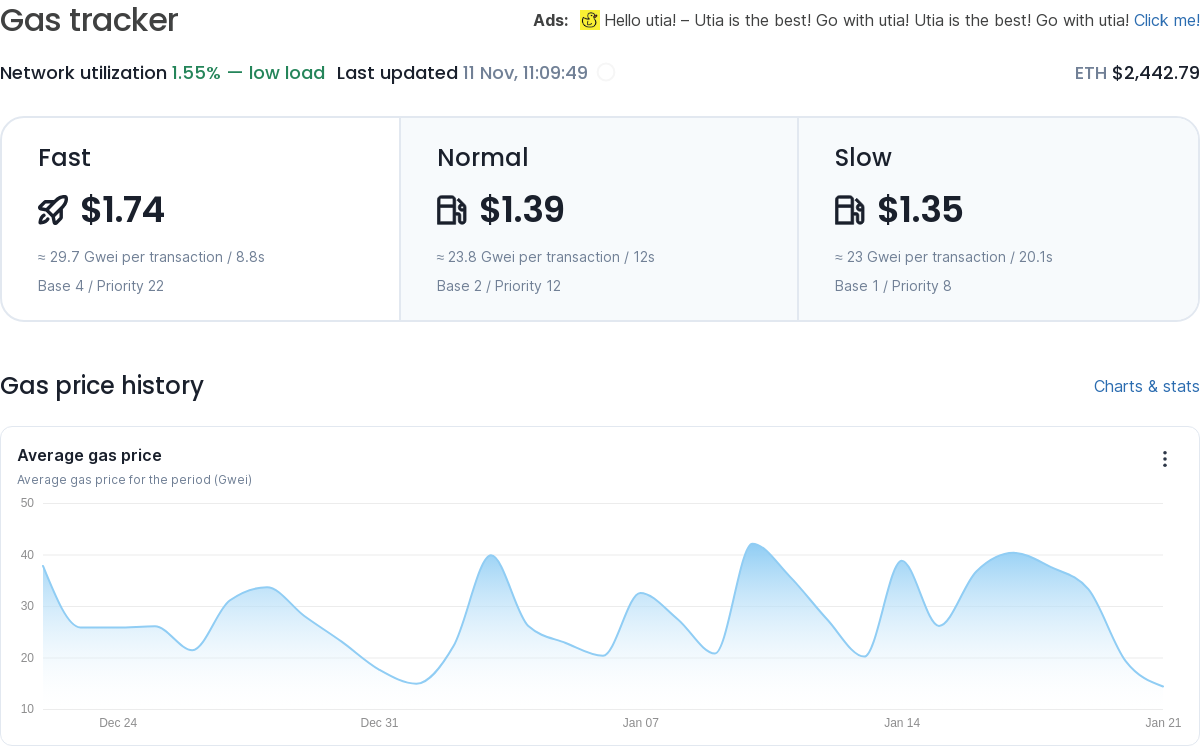 Gas tracker
Ads: Hello utia! – Utia is the best! Go with utia! Utia is the best! Go with utia! Click me!
Network utilization 1.55% — low load Last updated 11 Nov, 11:09:49
ETH $2,442.79
Fast
$1.74
≈ 29.7 Gwei per transaction / 8.8s
Base 4 / Priority 22
Normal
$1.39
≈ 23.8 Gwei per transaction / 12s
Base 2 / Priority 12
Slow
$1.35
≈ 23 Gwei per transaction / 20.1s
Base 1 / Priority 8
Gas price history
Charts & stats
Average gas price
Average gas price for the period (Gwei)
50
40
30
20
10
Dec 24 Dec 31 Jan 07 Jan 14 Jan 21